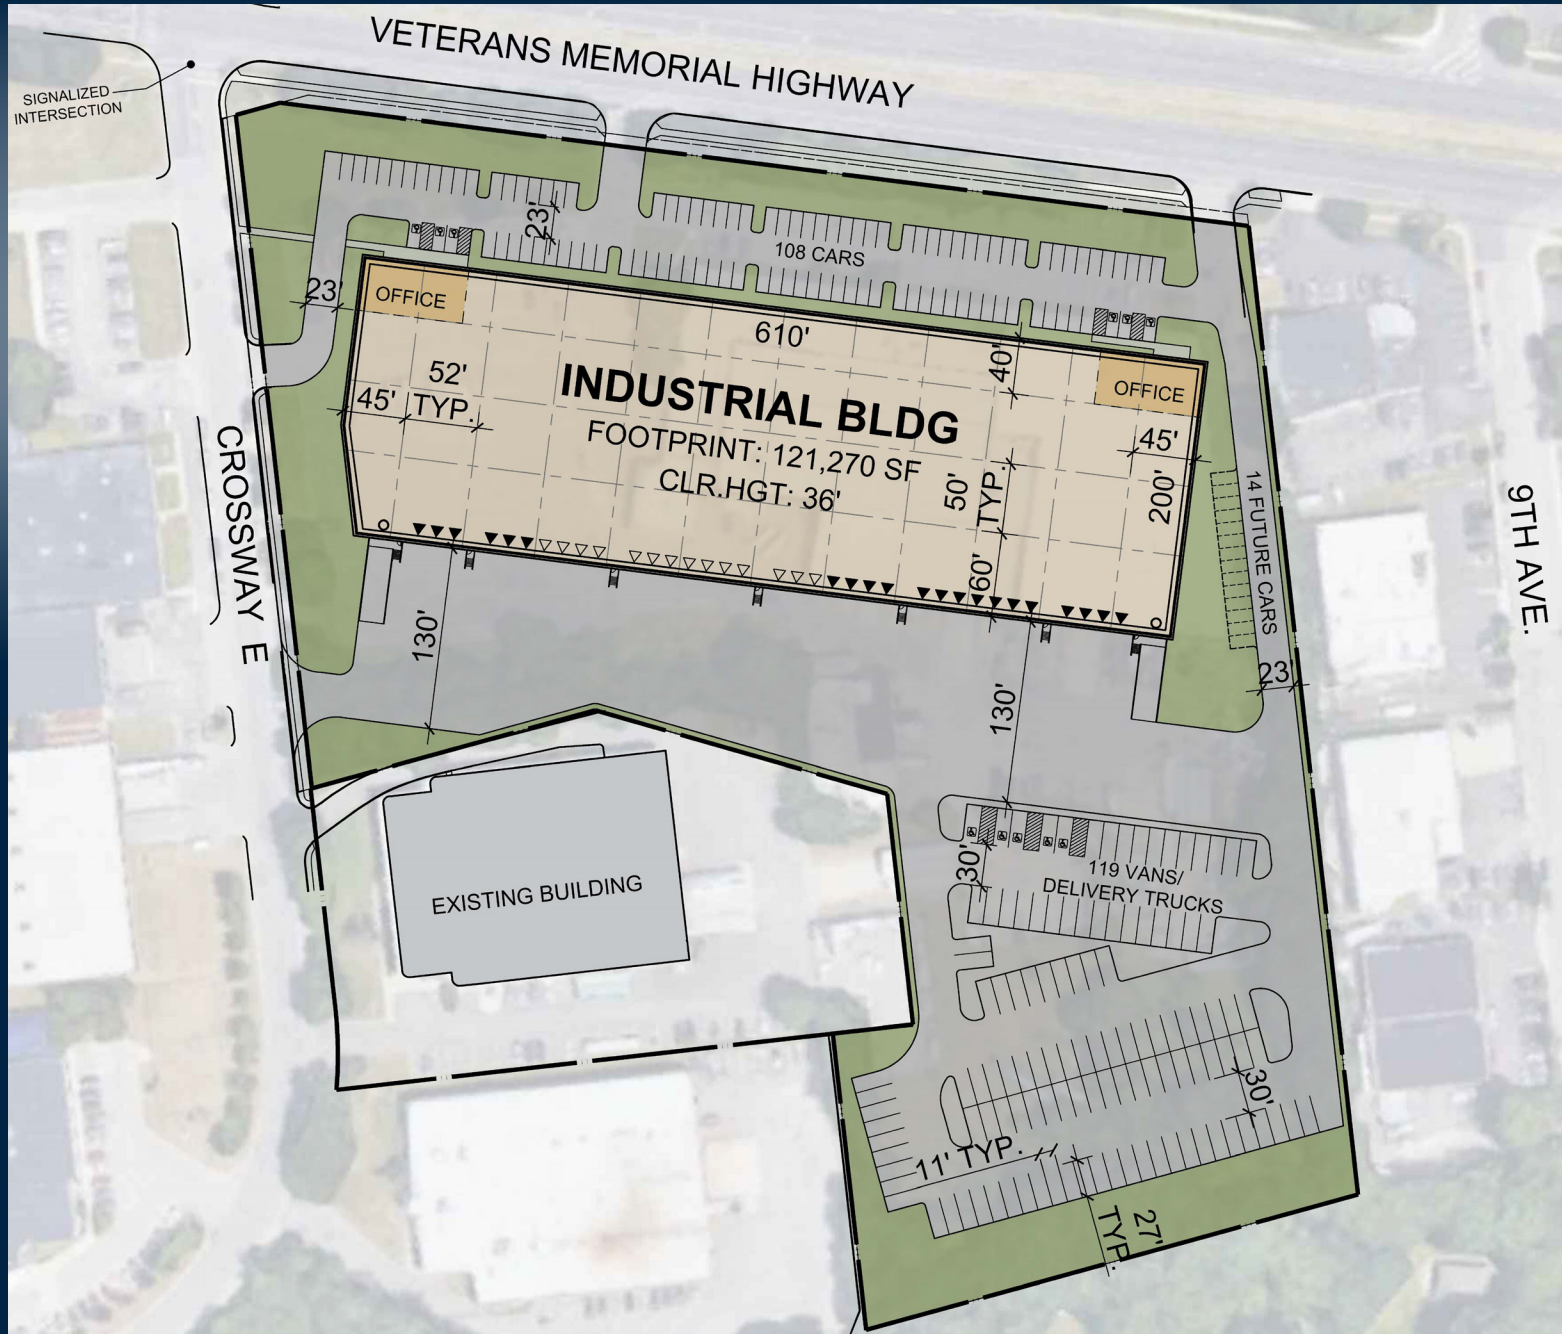 VETERANS MEMORIAL HIGHWAY
SIGNALIZED
INTERSECTION
23'
108 CARS
23'
OFFICE
610'
40'
OFFICE
52'
TYP.
45'
INDUSTRIAL BLDG
FOOTPRINT: 121,270 SF
CLR.HGT: 36'
45'
50'
TYP.
200'
60'
14 FUTURE CARS
23'
CROSSWAY E
9TH AVE.
130'
130'
30'
119 VANS/
DELIVERY TRUCKS
EXISTING BUILDING
30'
11' TYP.
27'
TYP.